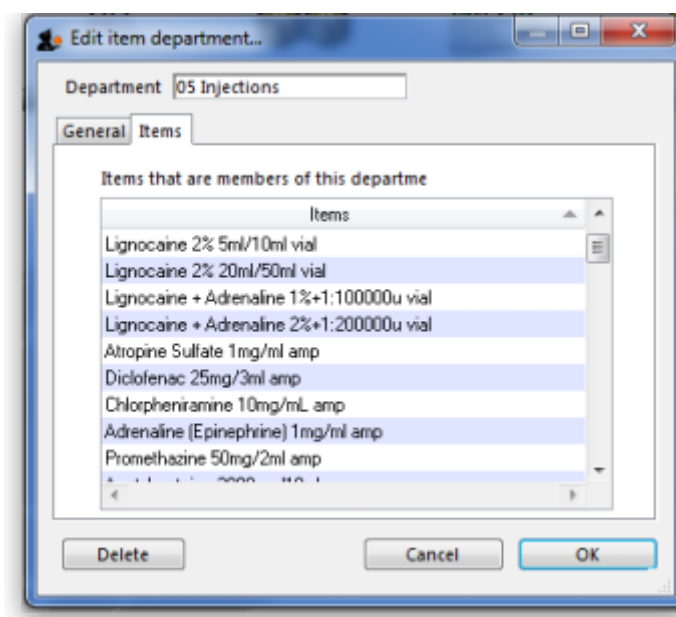 Edit item department...
Department 05 Injections
General Items
Items that are members of this departme
Items
Lignocaine 2% 5ml/10ml vial
Lignocaine 2% 20ml/50ml vial
Lignocaine + Adrenaline 1%+1:100000u vial
Lignocaine + Adrenaline 2%+1:200000u vial
Atropine Sulfate 1mg/ml amp
Diclofenac 25mg/3ml amp
Chlorpheniramine 10mg/mL amp
Adrenaline (Epinephrine) 1mg/ml amp
Promethazine 50mg/2ml amp
Delete Cancel OK